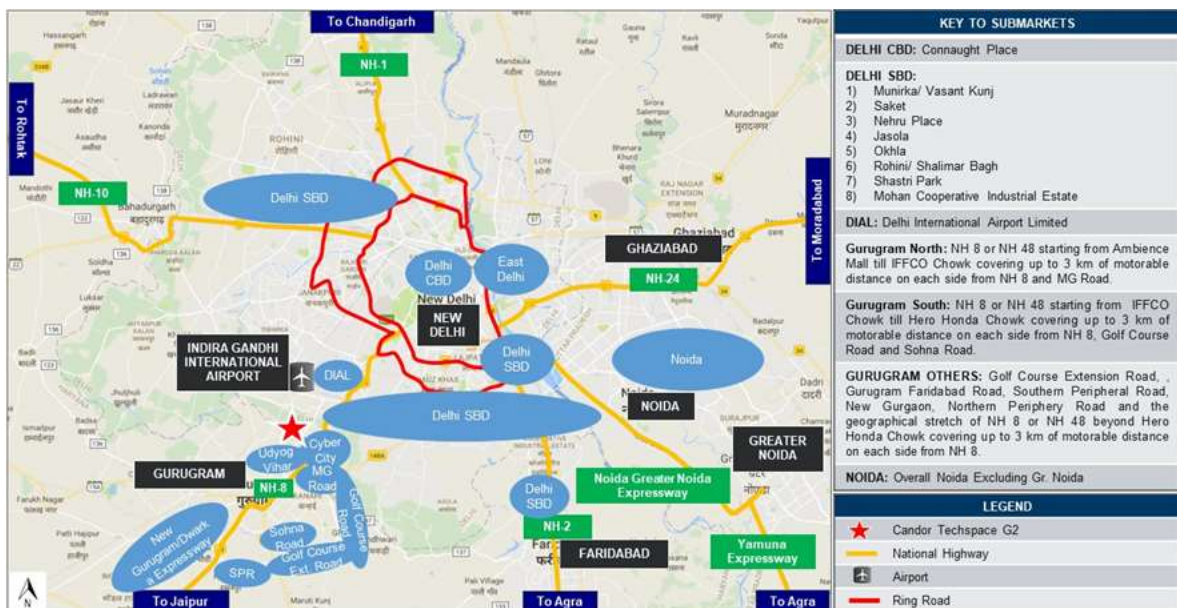 To Chandigarh
NH-1
To Rohtak
NH-10
Bahadurgarh
ROHINI
Delhi SBD
Delhi CBD
East Delhi
New Delhi
NEW DELHI
GHAZIABAD
Ghaziabad
NH-24
To Moradabad
Muradnagar
RAJ NAGAR EXTENSION
LONI
INDIRA GANDHI INTERNATIONAL AIRPORT
DIAL
Delhi SBD
Noida
NOIDA
Dadri
Delhi SBD
GREATER NOIDA
Udyog Vihar
Cyber City
MG Road
GURUGRAM
NH-8
Golf Course Road
Sohna Road
Golf Course Ext. Road
SPR
New Gurugram/Dwarka Expressway
Delhi SBD
NH-2
FARIDABAD
Noida Greater Noida Expressway
Yamuna Expressway
To Jaipur
To Agra
To Agra
N
KEY TO SUBMARKETS
DELHI CBD: Connaught Place
DELHI SBD:
1) Munirka/ Vasant Kunj
2) Saket
3) Nehru Place
4) Jasola
5) Okhla
6) Rohini/ Shalimar Bagh
7) Shastri Park
8) Mohan Cooperative Industrial Estate
DIAL: Delhi International Airport Limited
Gurugram North: NH 8 or NH 48 starting from Ambience
Mall till IFFCO Chowk covering up to 3 km of motorable
distance on each side from NH 8 and MG Road.
Gurugram South: NH 8 or NH 48 starting from IFFCO
Chowk till Hero Honda Chowk covering up to 3 km of
motorable distance on each side from NH 8, Golf Course
Road and Sohna Road.
GURUGRAM OTHERS: Golf Course Extension Road, ,
Gurugram Faridabad Road, Southern Peripheral Road,
New Gurgaon, Northern Periphery Road and the
geographical stretch of NH 8 or NH 48 beyond Hero
Honda Chowk covering up to 3 km of motorable distance
on each side from NH 8.
NOIDA: Overall Noida Excluding Gr. Noida
LEGEND
Candor Techspace G2
National Highway
Airport
Ring Road